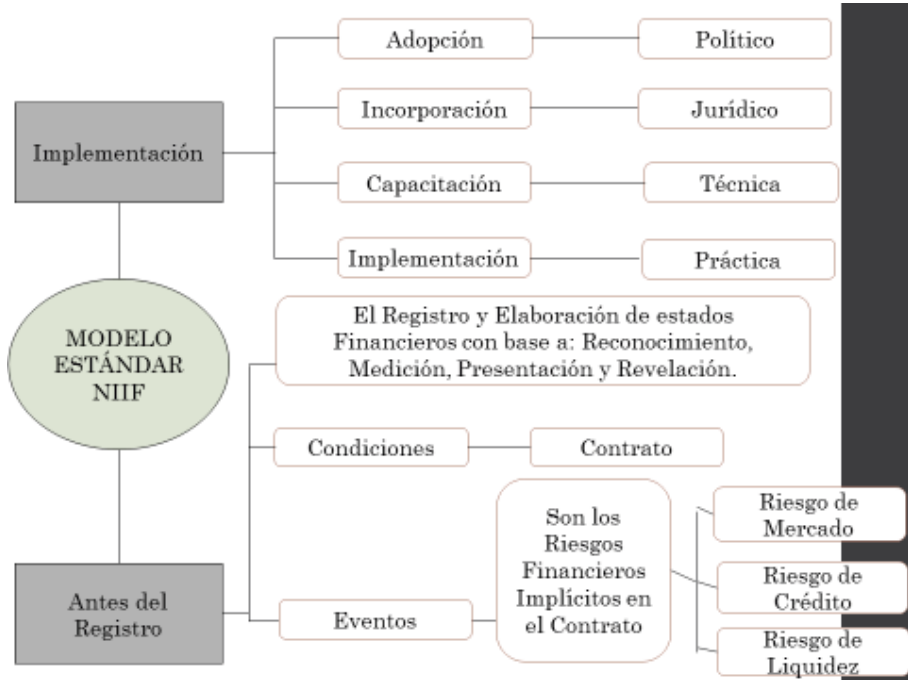 Adopción
Político
Incorporación
Jurídico
Implementación
Capacitación
Técnica
Implementación
Práctica
MODELO
ESTÁNDAR
NIIF
El Registro y Elaboración de estados
Financieros con base a: Reconocimiento,
Medición, Presentación y Revelación.
Condiciones
Contrato
Antes del
Registro
Eventos
Son los
Riesgos
Financieros
Implícitos en
el Contrato
Riesgo de
Mercado
Riesgo de
Crédito
Riesgo de
Liquidez